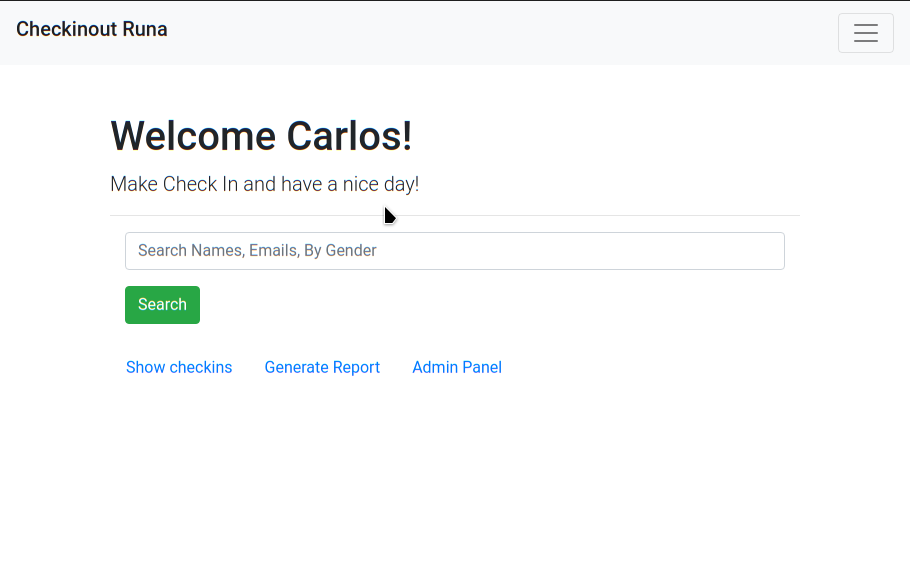 Checkinout Runa
Welcome Carlos!
Make Check In and have a nice day!
Search Names, Emails, By Gender
Search
Show checkins Generate Report Admin Panel